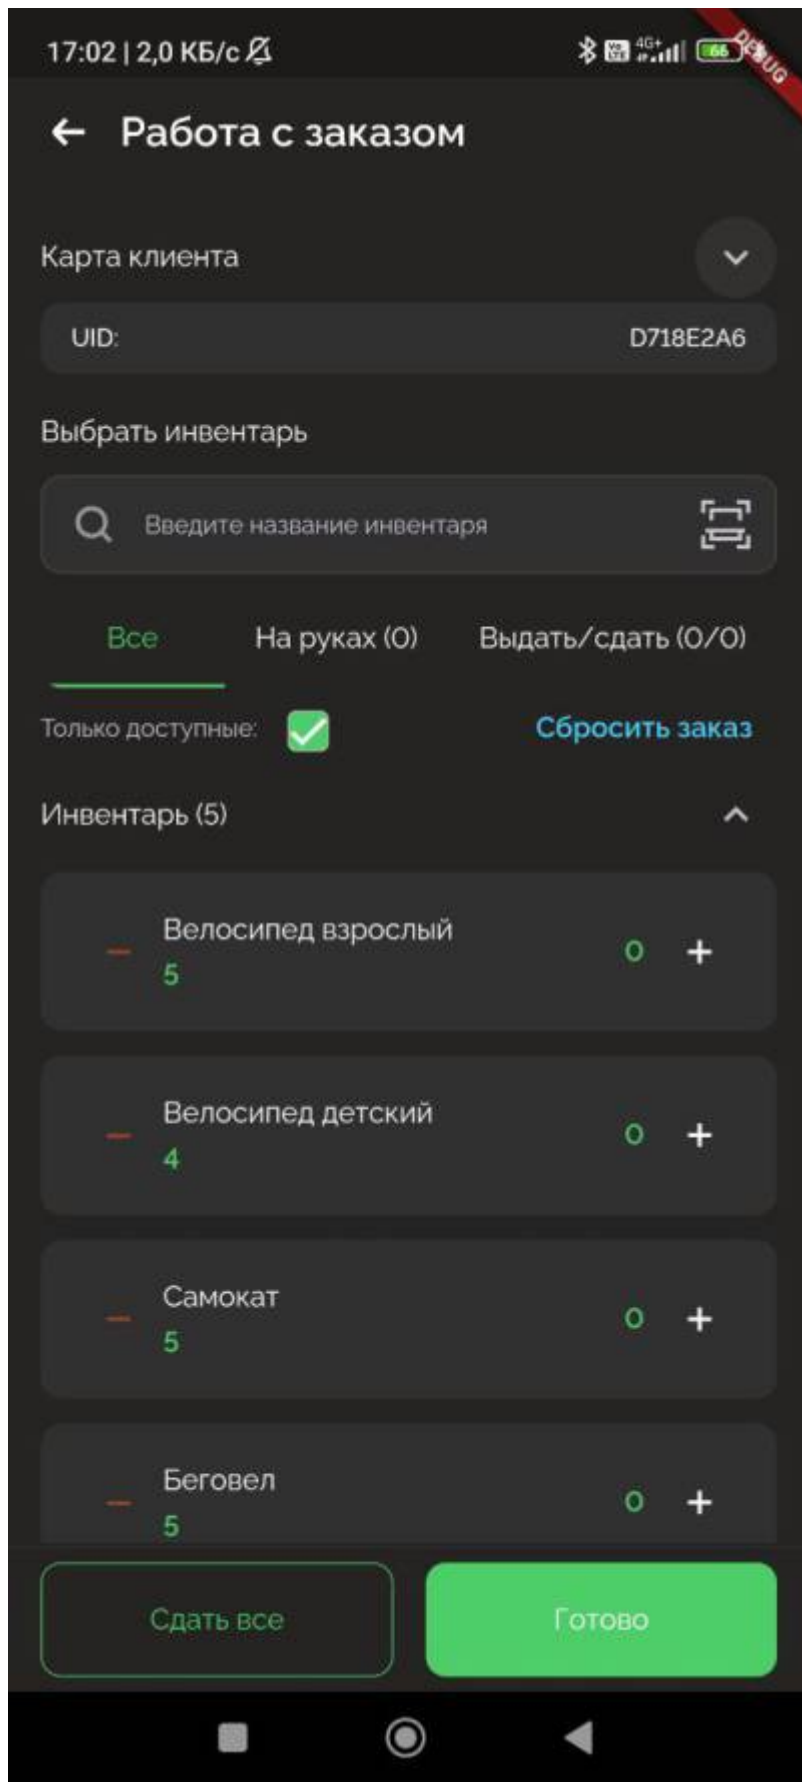 17:02 | 2,0 КБ/с
4G+
66
DEBUG
Работа с заказом
Карта клиента
UID: D718E2A6
Выбрать инвентарь
Введите название инвентаря
Все На руках (0) Выдать/сдать (0/0)
Только доступные: Сбросить заказ
Инвентарь (5)
Велосипед взрослый
5
0 +
Велосипед детский
4
0 +
Самокат
5
0 +
Беговел
5
0 +
Сдать все Готово